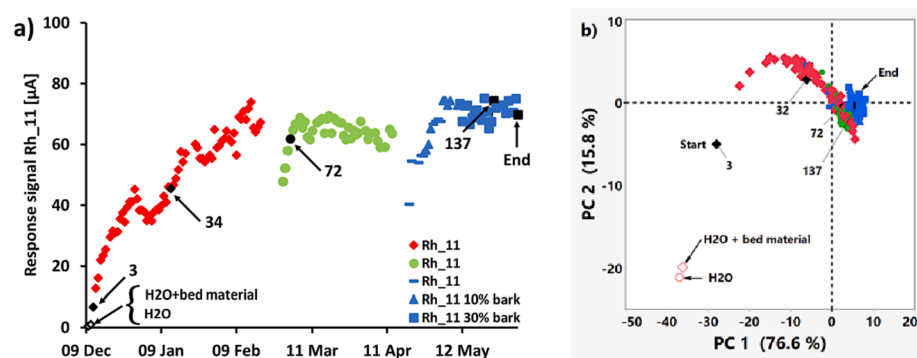 a)
Response signal Rh_11 [µA]
100
80
60
40
20
0
09 Dec
09 Jan
09 Feb
11 Mar
11 Apr
12 May
3
34
72
137
End
H2O+bed material
H2O
Rh_11
Rh_11
Rh_11
Rh_11 10% bark
Rh_11 30% bark
b)
PC 2 (15.8 %)
10
0
-10
-20
-50
-40
-30
-20
-10
0
10
20
PC 1 (76.6 %)
End
32
72
137
Start
3
H2O + bed material
H2O